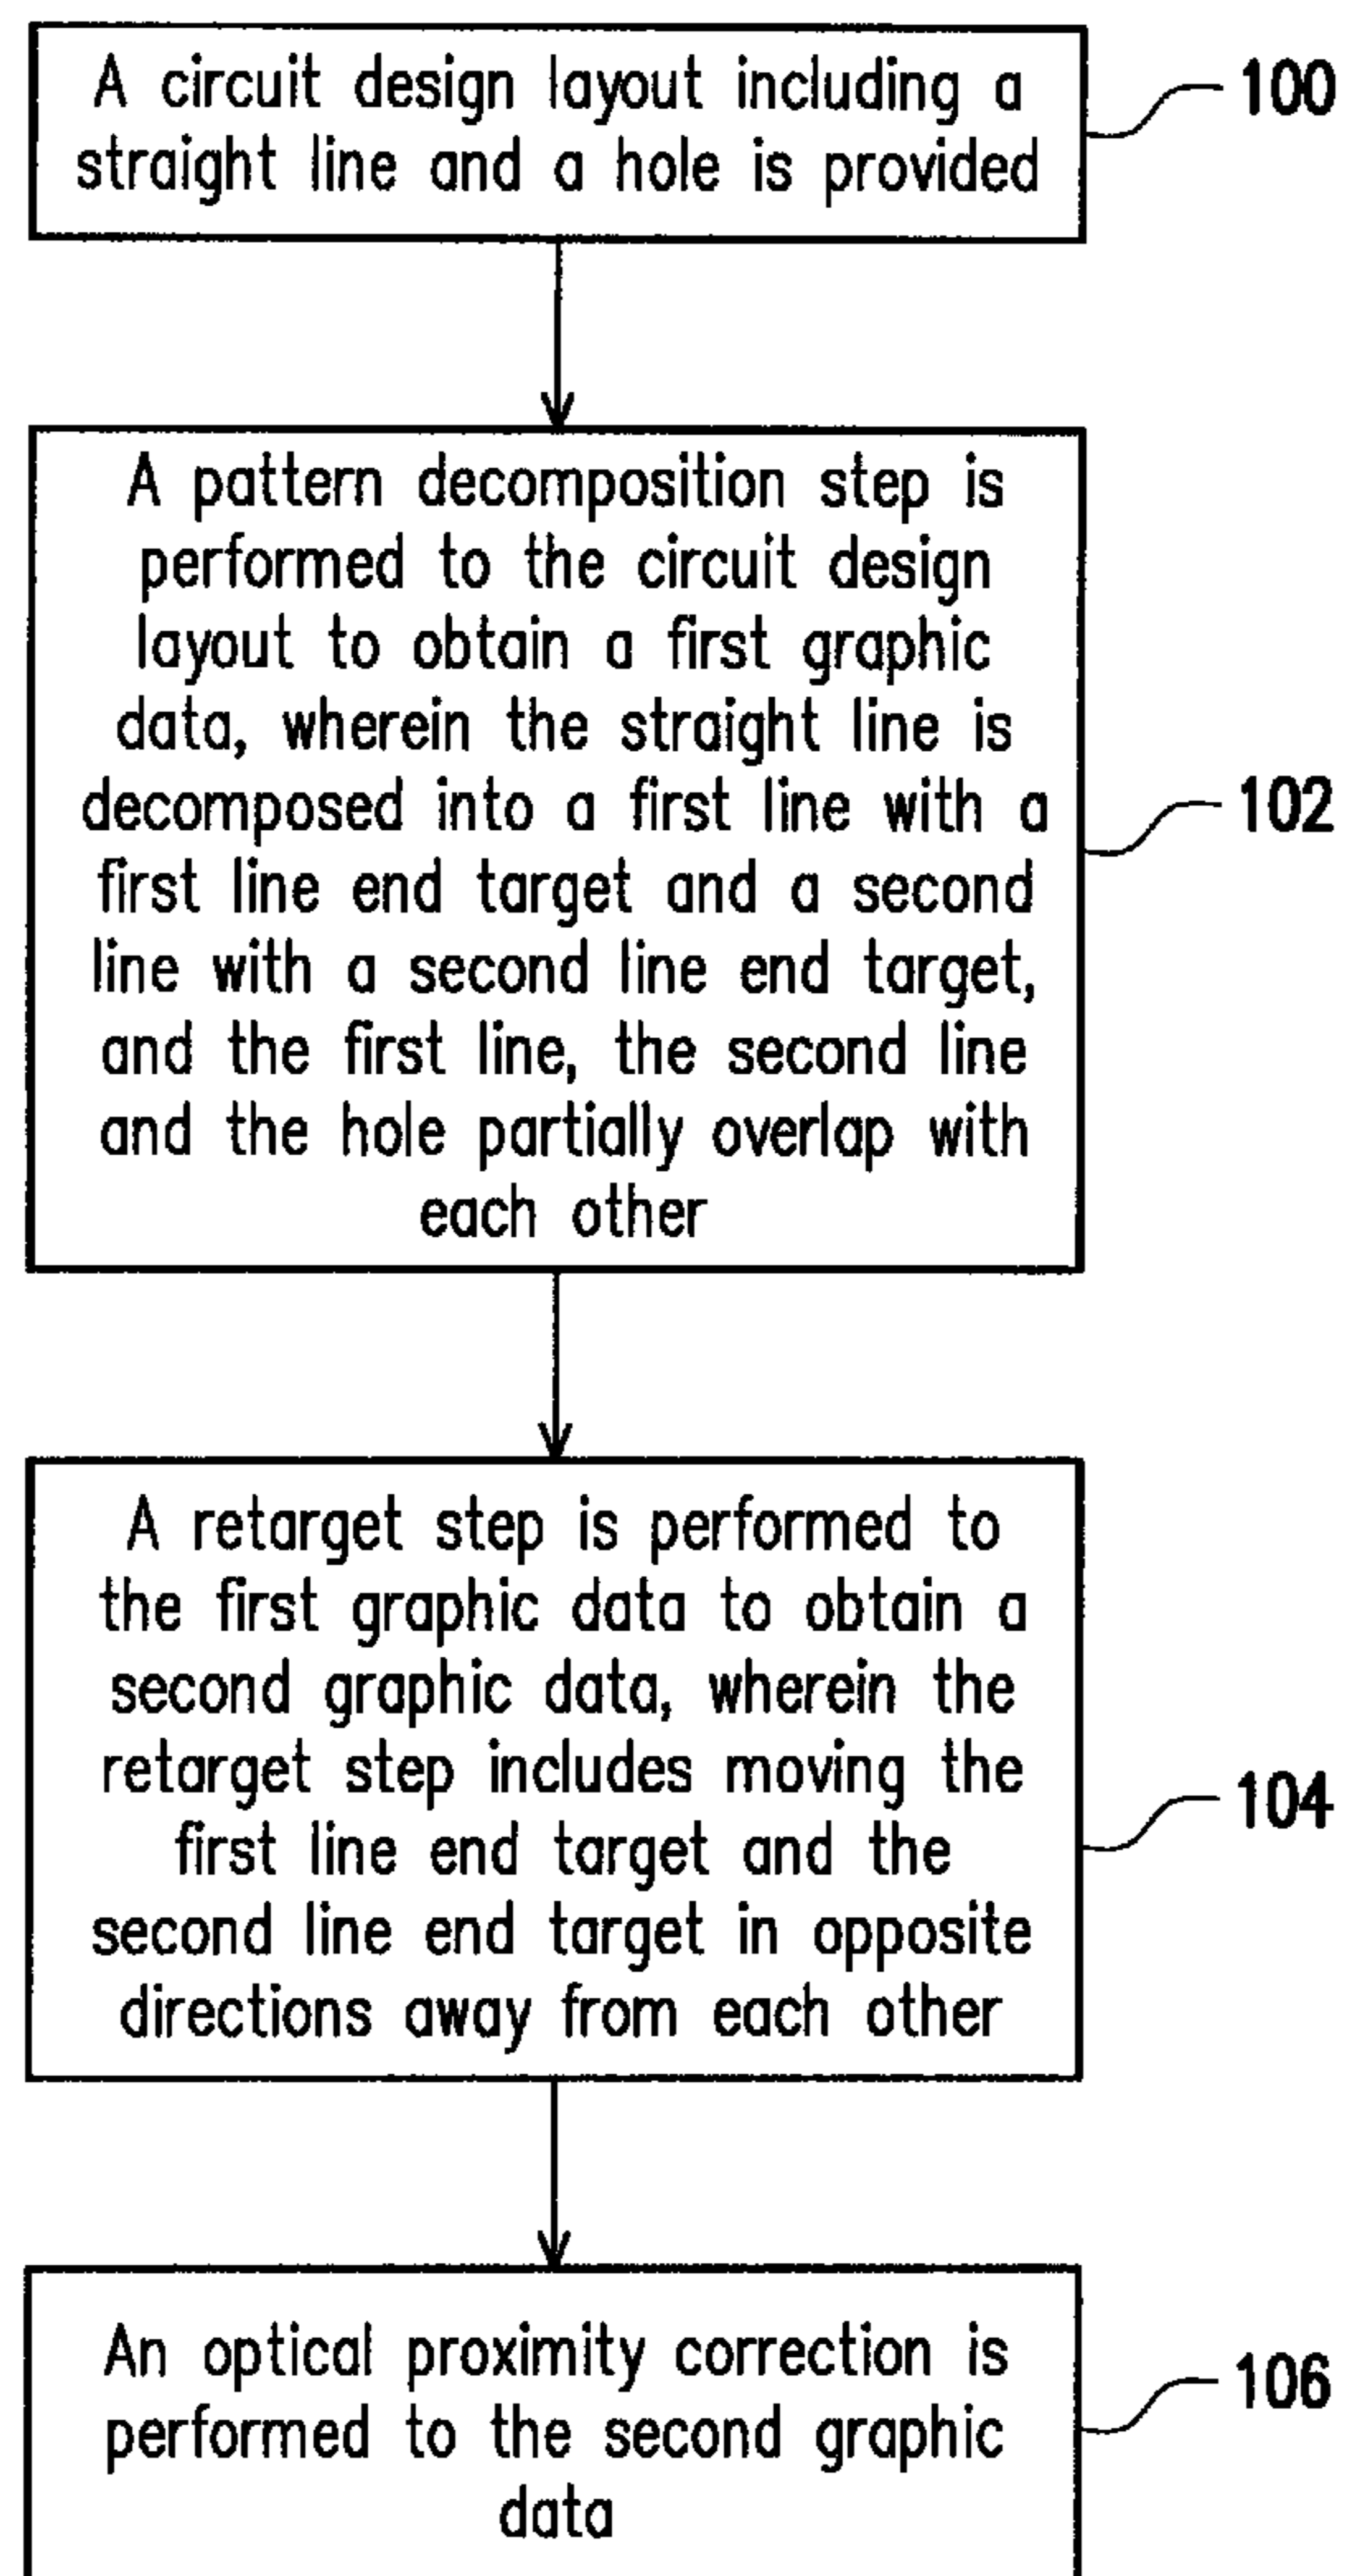 A circuit design layout including a
straight line and a hole is provided
100
A pattern decomposition step is
performed to the circuit design
layout to obtain a first graphic
data, wherein the straight line is
decomposed into a first line with a
first line end target and a second
line with a second line end target,
and the first line, the second line
and the hole partially overlap with
each other
102
A retarget step is performed to
the first graphic data to obtain a
second graphic data, wherein the
retarget step includes moving the
first line end target and the
second line end target in opposite
directions away from each other
104
An optical proximity correction is
performed to the second graphic
data
106